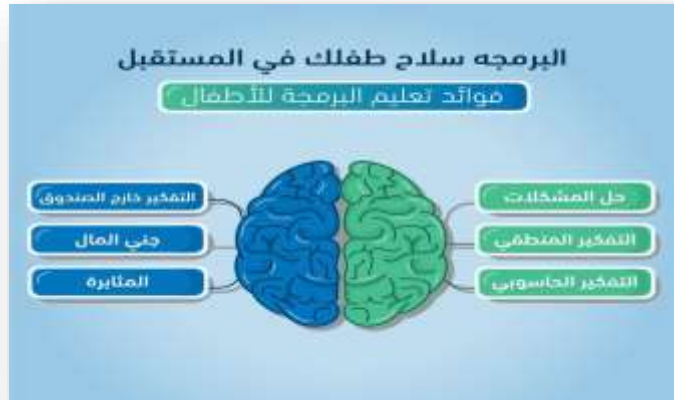 البرمجه سلاح طفلك في المستقبل
فوائد تعليم البرمجة للأطفال
حل المشكلات
التفكير المنطقي
التفكير الحاسوبي
التفكير خارج الصندوق
جني المال
المثابرة